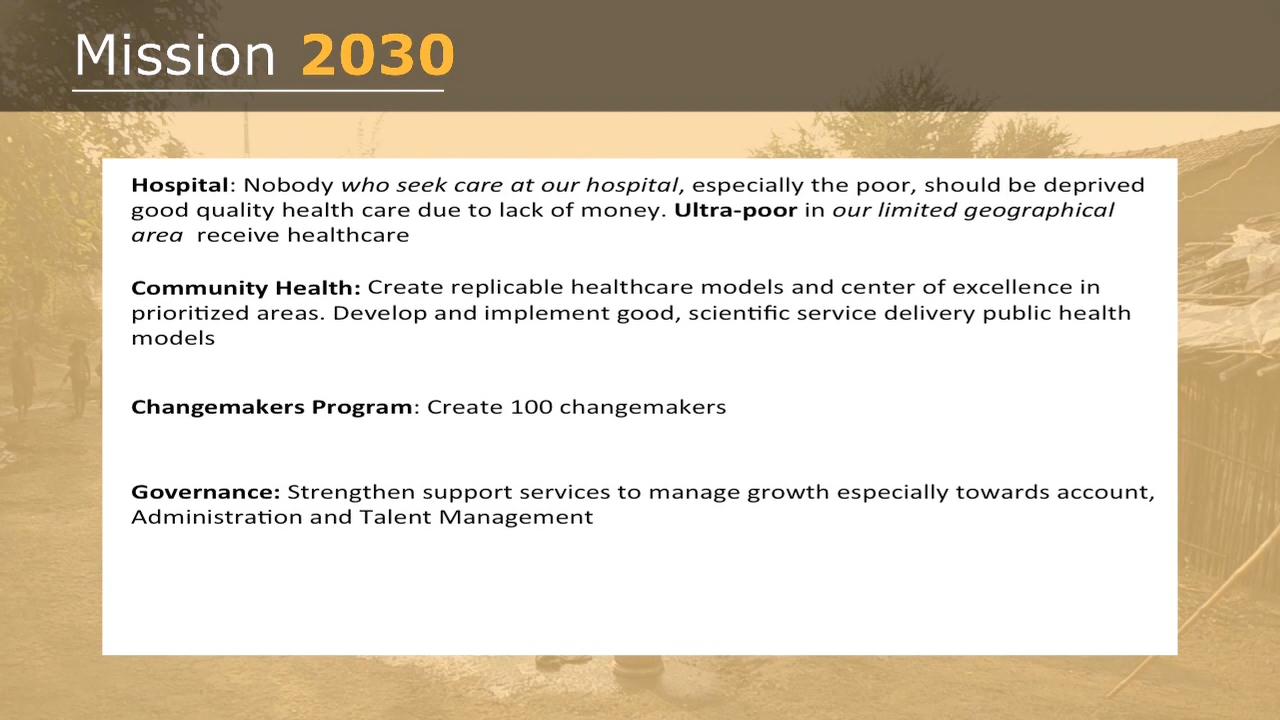 Mission 2030
Hospital: Nobody who seek care at our hospital, especially the poor, should be deprived
good quality health care due to lack of money. Ultra-poor in our limited geographical
area  receive healthcare
Community Health: Create replicable healthcare models and center of excellence in
prioritized areas. Develop and implement good, scientific service delivery public health
models
Changemakers Program: Create 100 changemakers
Governance: Strengthen support services to manage growth especially towards account,
Administration and Talent Management